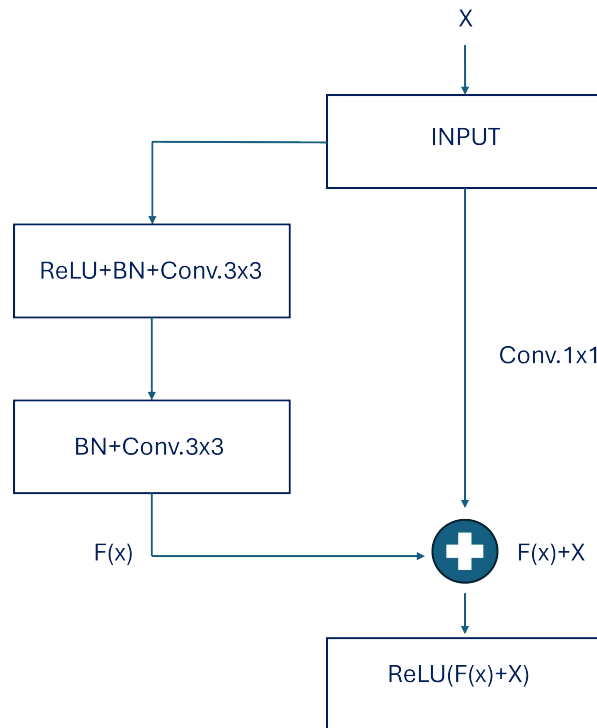 X
INPUT
ReLU+BN+Conv.3x3
Conv.1x1
BN+Conv.3x3
F(x)
F(x)+X
ReLU(F(x)+X)